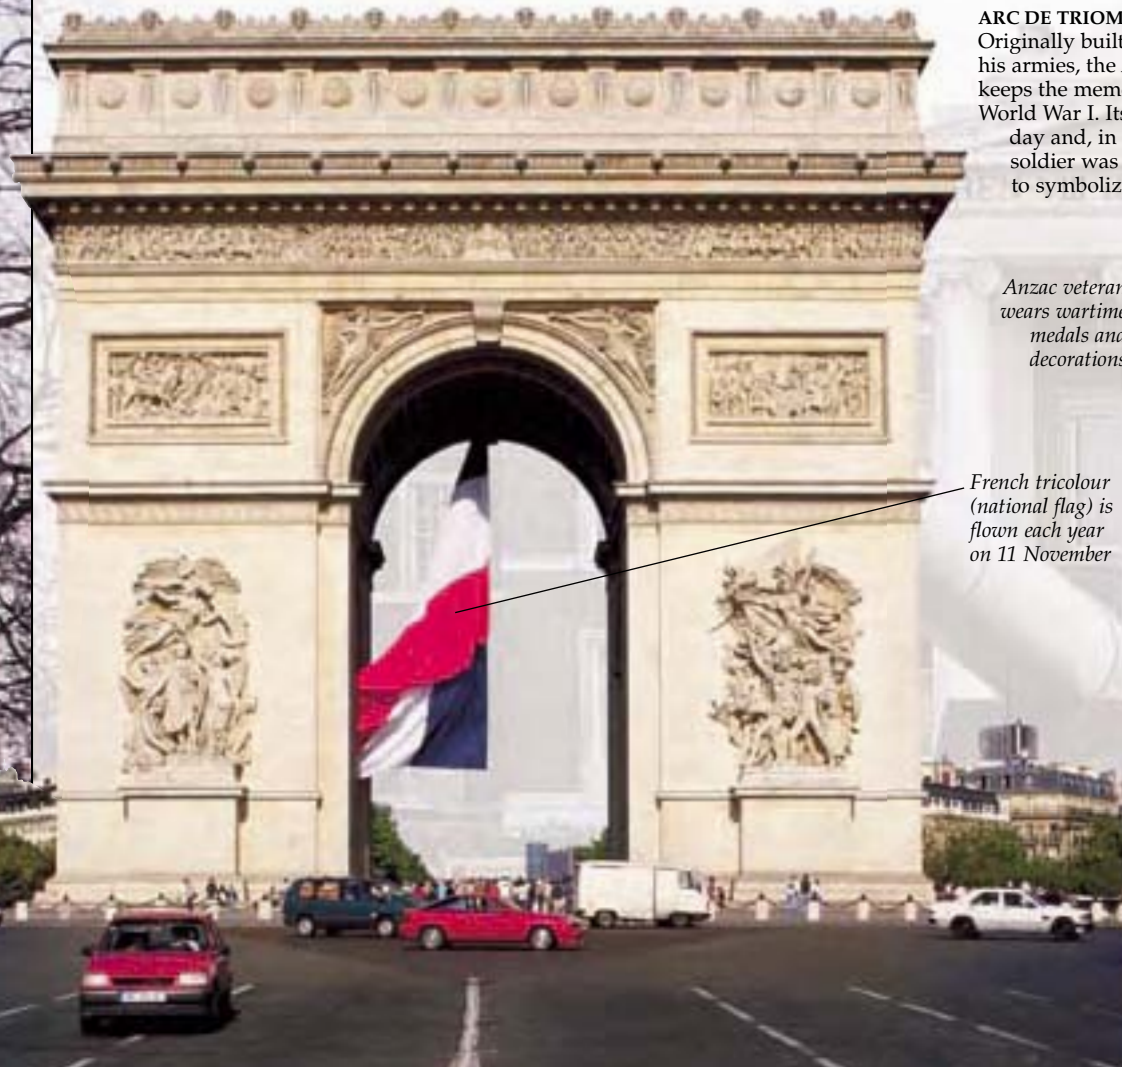 ARC DE TRIOM
Originally built
his armies, the
keeps the mem
World War I. Its
day and, in
soldier was
to symboliz
Anzac veteran
wears wartime
medals and
decorations
French tricolour
(national flag) is
flown each year
on 11 November